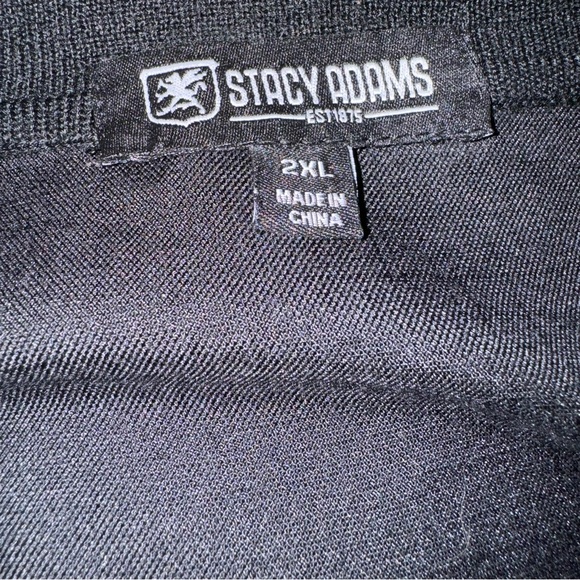 STACY ADAMS
EST.1875
2XL
MADE IN
CHINA